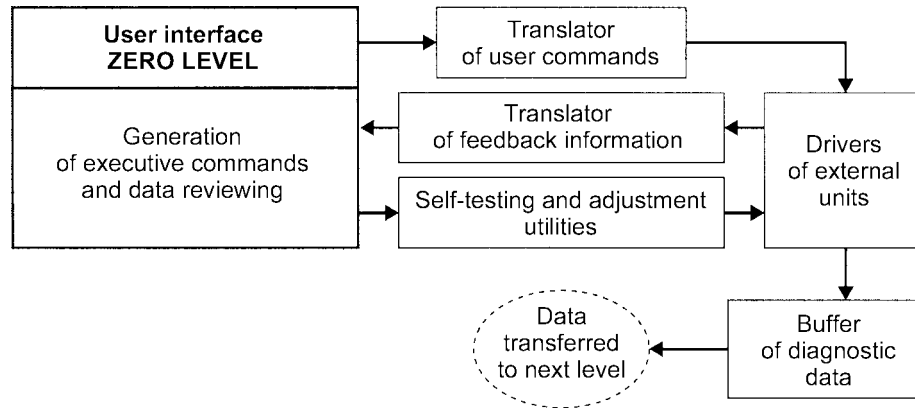 User interface
ZERO LEVEL
Translator
of user commands
Generation
of executive commands
and data reviewing
Translator
of feedback information
Drivers
of external
units
Self-testing and adjustment
utilities
Data
transferred
to next level
Buffer
of diagnostic
data